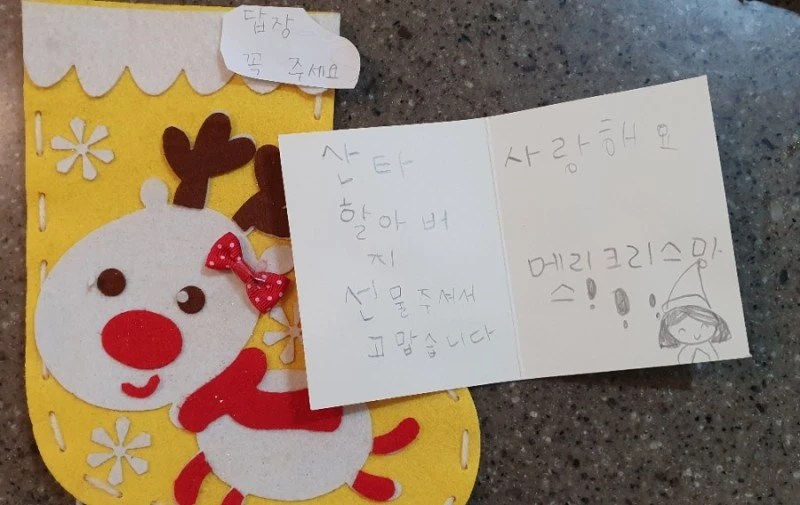 답장
꼭 주세요
산타
할아버
지
선물주셔서
고맙습니다
사랑해요
메리크리스마
스!!!